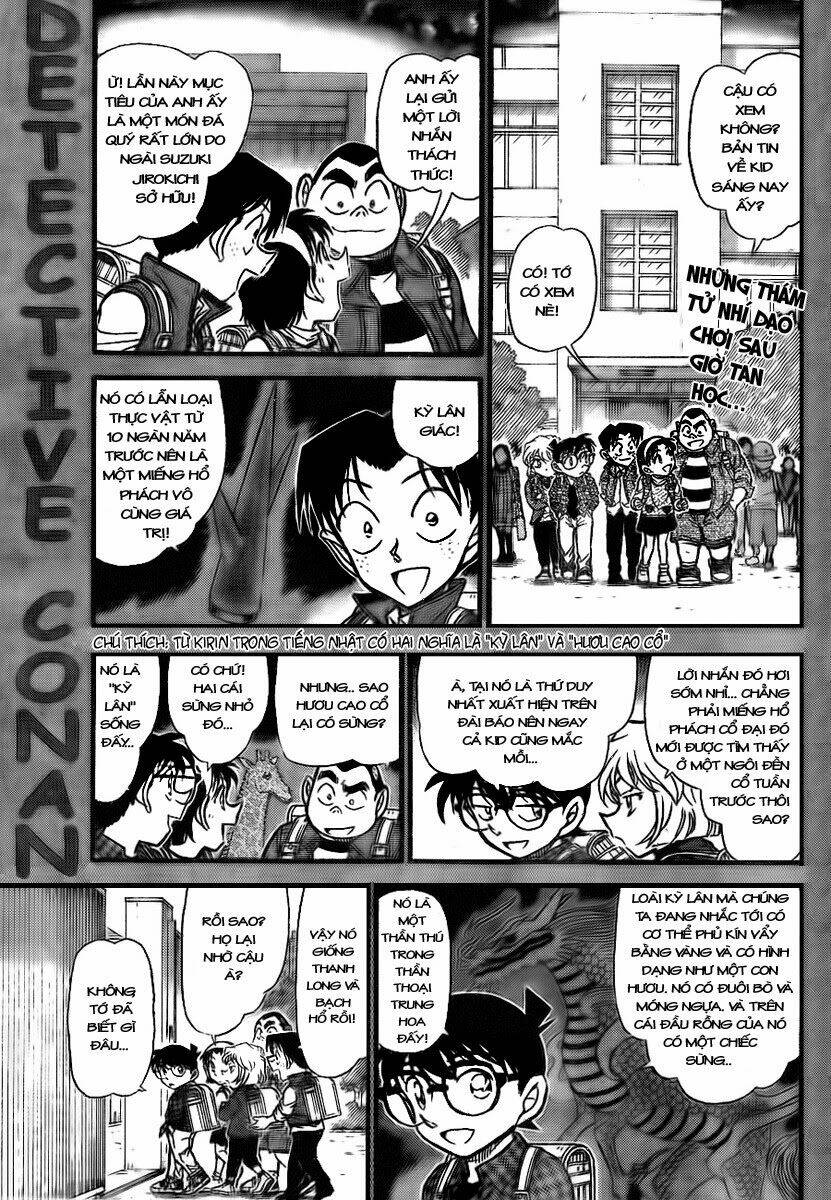 DETECTIVE CONAN
CẬU CÓ
XEM
KHÔNG?
BẢN TIN
VỀ KID
SÁNG NAY
ẤY?
CÓ! TỚ
CÓ XEM
NÈ!
NHỮNG THÁM
TỬ NHÍ DẠO
CHƠI SAU
GIỜ TAN
HỌC...
ANH ẤY
LẠI GỬI
MỘT LỜI
NHẮN
THÁCH
THỨC!
Ừ! LẦN NÀY MỤC
TIÊU CỦA ANH ẤY
LÀ MỘT MÓN ĐÁ
QUÝ RẤT LỚN DO
NGÀI SUZUKI
JIROKICHI
SỞ HỮU!
KỲ LÂN
GIÁC!
NÓ CÓ LẪN LOẠI
THỰC VẬT TỪ
10 NGÀN NĂM
TRƯỚC NÊN LÀ
MỘT MIẾNG HỔ
PHÁCH VÔ
CÙNG GIÁ
TRỊ!
CHÚ THÍCH: TỪ KIRIN TRONG TIẾNG NHẬT CÓ HAI NGHĨA LÀ "KỲ LÂN" VÀ "HƯƠU CAO CỔ"
LỜI NHẮN ĐÓ HƠI
SỚM NHỈ... CHẲNG
PHẢI MIẾNG HỔ
PHÁCH CỔ ĐẠI ĐÓ
MỚI ĐƯỢC TÌM THẤY
Ở MỘT NGÔI ĐỀN
CỔ TUẦN
TRƯỚC THÔI
SAO?
À, TẠI NÓ LÀ THỨ DUY
NHẤT XUẤT HIỆN TRÊN
ĐÀI BÁO NÊN NGAY
CẢ KID CŨNG MẮC
MỒI...
NHƯNG.. SAO
HƯƠU CAO CỔ
LẠI CÓ SỪNG?
CÓ CHỨ!
HAI CÁI
SỪNG NHỎ
ĐÓ...
NÓ LÀ
"KỲ
LÂN"
SỐNG
ĐẤY..
LOÀI KỲ LÂN MÀ CHÚNG
TA ĐANG NHẮC TỚI CÓ
CƠ THỂ PHỦ KÍN VẨY
BẰNG VÀNG VÀ CÓ HÌNH
DẠNG NHƯ MỘT CON
HƯƠU. NÓ CÓ ĐUÔI BÒ VÀ
MÓNG NGỰA. VÀ TRÊN
CÁI ĐẦU RỒNG CỦA NÓ
CÓ MỘT CHIẾC
SỪNG..
NÓ LÀ
MỘT
THẦN THÚ
TRONG
THẦN
THOẠI
TRUNG
HOA
ĐẤY!
VẬY NÓ
GIỐNG
THANH
LONG VÀ
BẠCH
HỔ RỒI!
RỒI SAO?
HỌ LẠI
NHỜ CẬU
À?
KHÔNG,
TỚ ĐÃ
BIẾT GÌ
ĐÂU...